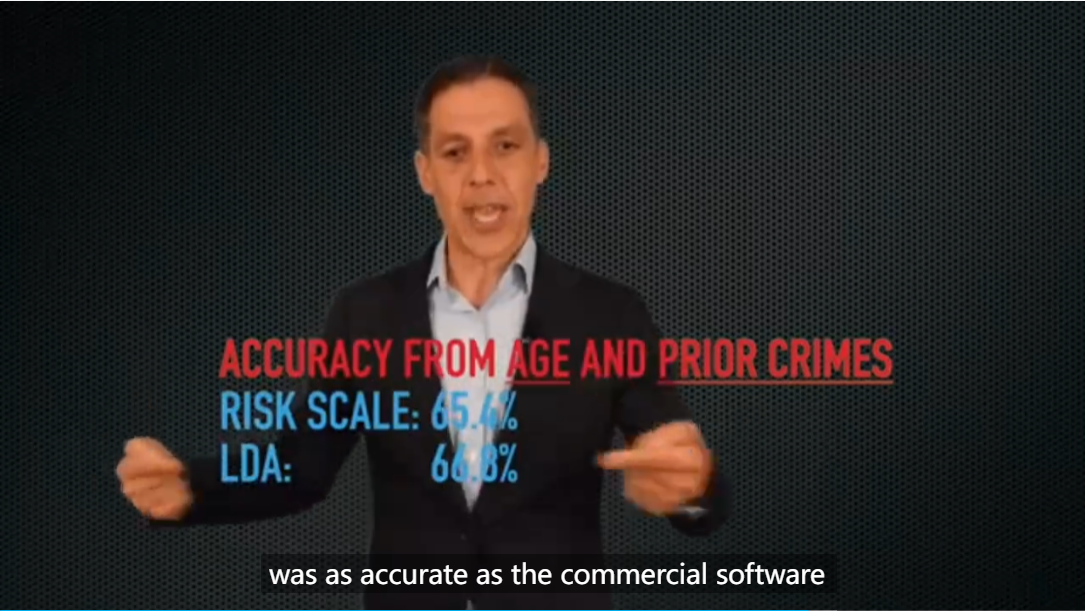 ACCURACY FROM AGE AND PRIOR CRIMES
RISK SCALE: 65.4%
LDA: 66.8%
was as accurate as the commercial software